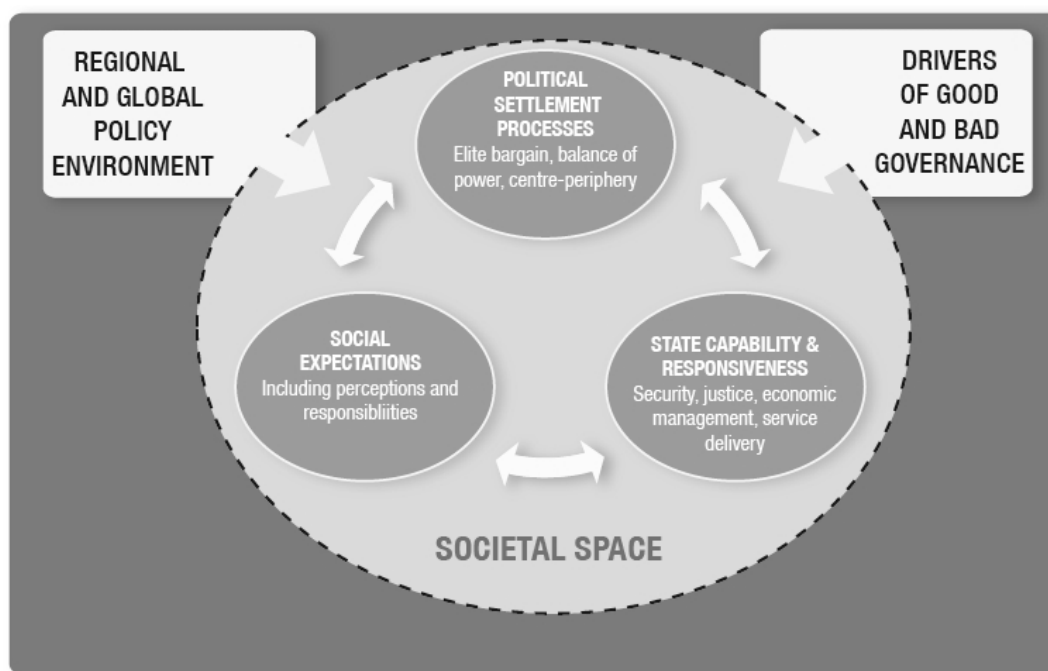 REGIONAL
AND GLOBAL
POLICY
ENVIRONMENT
POLITICAL
SETTLEMENT
PROCESSES
Elite bargain, balance of
power, centre-periphery
DRIVERS
OF GOOD
AND BAD
GOVERNANCE
SOCIAL
EXPECTATIONS
Including perceptions and
responsibliities
STATE CAPABILITY &
RESPONSIVENESS
Security, justice, economic
management, service
delivery
SOCIETAL SPACE